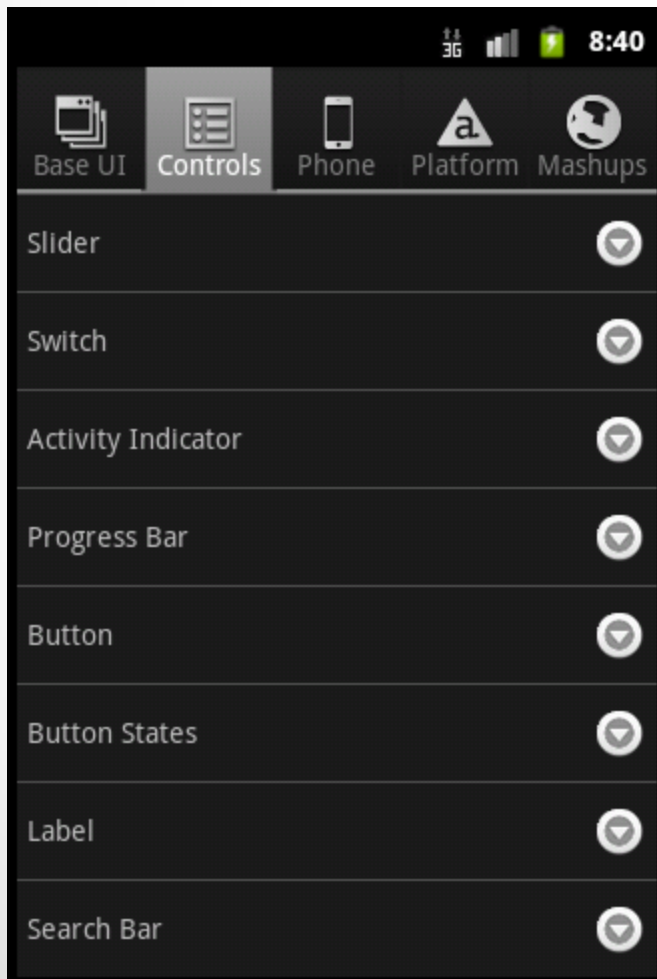 3G 8:40
Base UI Controls Phone Platform Mashups
Slider
Switch
Activity Indicator
Progress Bar
Button
Button States
Label
Search Bar